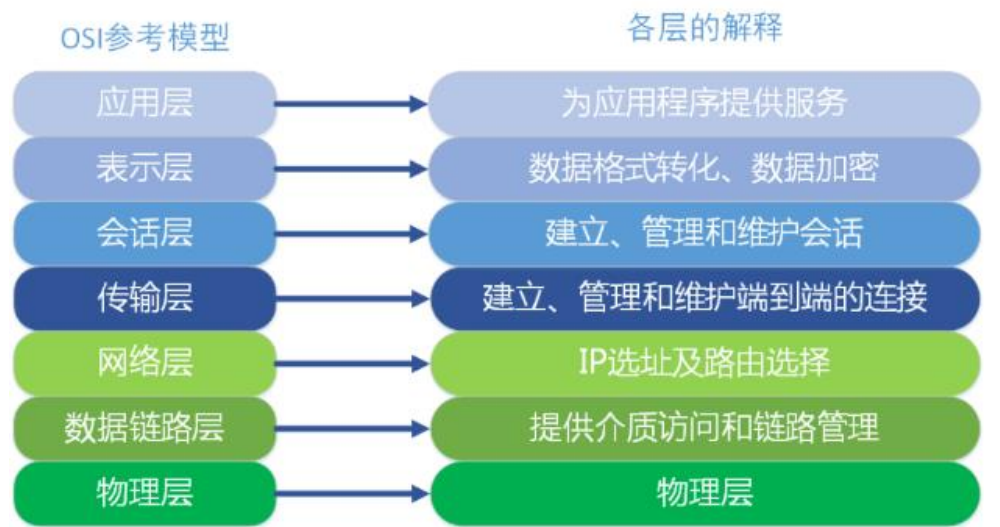 OSI参考模型 各层的解释
应用层 为应用程序提供服务
表示层 数据格式转化、数据加密
会话层 建立、管理和维护会话
传输层 建立、管理和维护端到端的连接
网络层 IP选址及路由选择
数据链路层 提供介质访问和链路管理
物理层 物理层